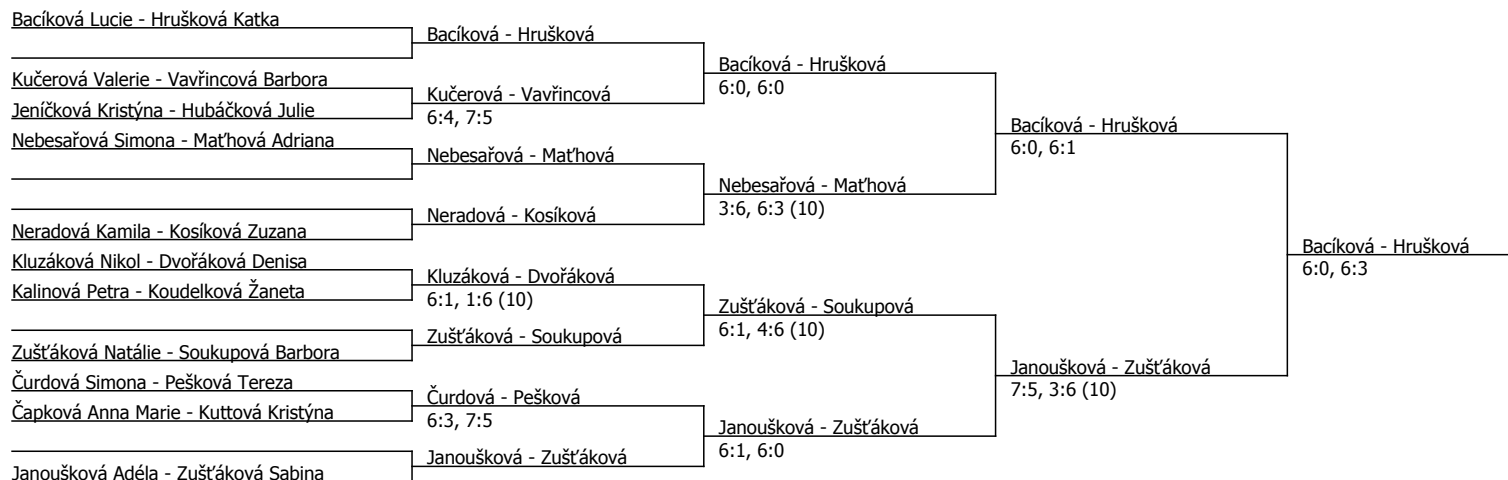 Bacíková Lucie - Hrušková Katka
Kučerová Valerie - Vavřincová Barbora
Jeníčková Kristýna - Hubáčková Julie
Nebesařová Simona - Maťhová Adriana
Neradová Kamila - Kosíková Zuzana
Kluzáková Nikol - Dvořáková Denisa
Kalinová Petra - Koudelková Žaneta
Zušťáková Natálie - Soukupová Barbora
Čurdová Simona - Pešková Tereza
Čapková Anna Marie - Kuttová Kristýna
Janoušková Adéla - Zušťáková Sabina
Bacíková - Hrušková
Kučerová - Vavřincová
6:4, 7:5
Nebesařová - Maťhová
Neradová - Kosíková
Kluzáková - Dvořáková
6:1, 1:6 (10)
Zušťáková - Soukupová
Čurdová - Pešková
6:3, 7:5
Janoušková - Zušťáková
Bacíková - Hrušková
6:0, 6:0
Nebesařová - Maťhová
3:6, 6:3 (10)
Zušťáková - Soukupová
6:1, 4:6 (10)
Janoušková - Zušťáková
6:1, 6:0
Bacíková - Hrušková
6:0, 6:1
Janoušková - Zušťáková
7:5, 3:6 (10)
Bacíková - Hrušková
6:0, 6:3